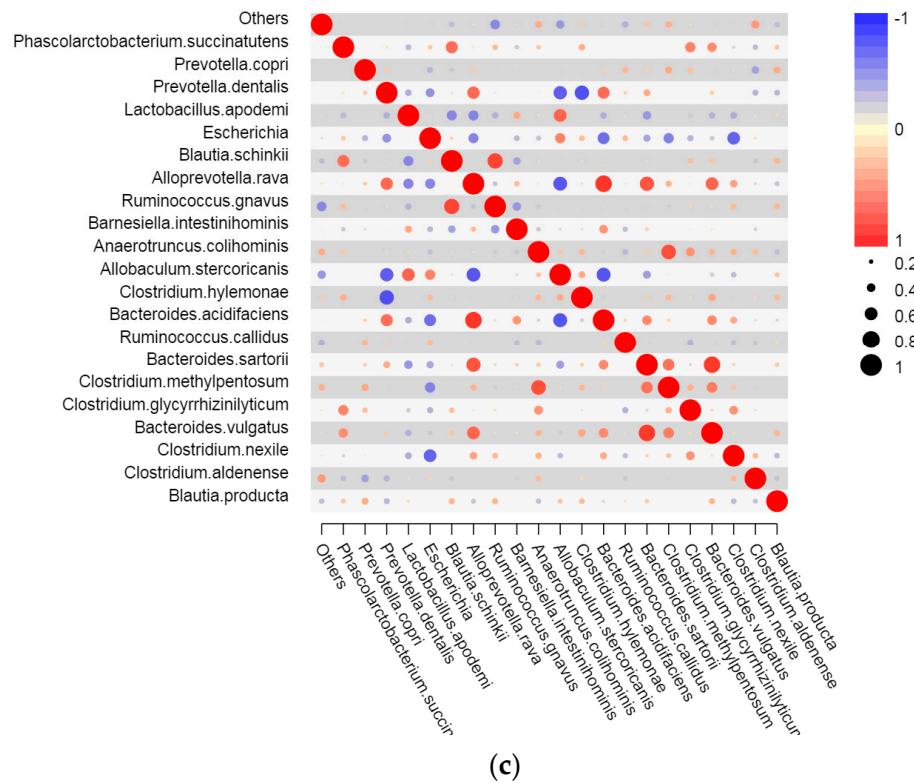 Others
Phascolarctobacterium.succinatutens
Prevotella.copri
Prevotella.dentalis
Lactobacillus.apodemi
Escherichia
Blautia.schinkii
Alloprevotella.rava
Ruminococcus.gnavus
Barnesiella.intestinihominis
Anaerotruncus.colihominis
Allobaculum.stercoricanis
Clostridium.hylemonae
Bacteroides.acidifaciens
Ruminococcus.callidus
Bacteroides.sartorii
Clostridium.methylpentosum
Clostridium.glycyrrhizinilyticum
Bacteroides.vulgatus
Clostridium.nexile
Clostridium.aldenense
Blautia.producta
-1
-0
1
0.2
0.4
0.6
0.8
1
Others
Phascolarctobacterium.succin
Prevotella.copri
Prevotella.dentalis
Lactobacillus.apodemi
Escherichia
Blautia.schinkii
Alloprevotella.rava
Ruminococcus.gnavus
Barnesiella.intestinihominis
Anaerotruncus.colihominis
Allobaculum.stercoricanis
Clostridium.hylemonae
Bacteroides.acidifaciens
Ruminococcus.callidus
Bacteroides.sartorii
Clostridium.methylpentosum
Clostridium.glycyrrhizinilyticum
Bacteroides.vulgatus
Clostridium.nexile
Clostridium.aldenense
Blautia.producta
(c)